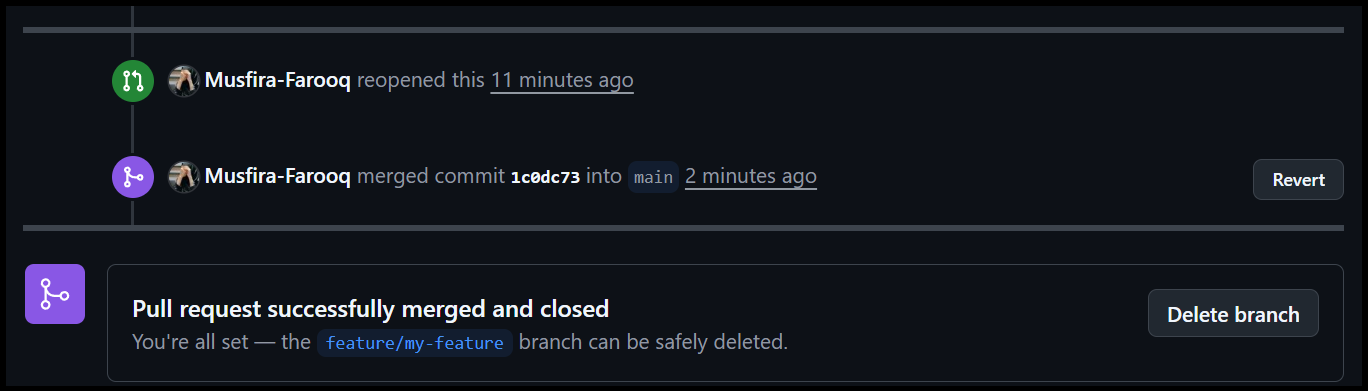 Musfira-Farooq reopened this 11 minutes ago
Musfira-Farooq merged commit 1c0dc73 into main 2 minutes ago
Revert
Pull request successfully merged and closed
You're all set — the feature/my-feature branch can be safely deleted.
Delete branch